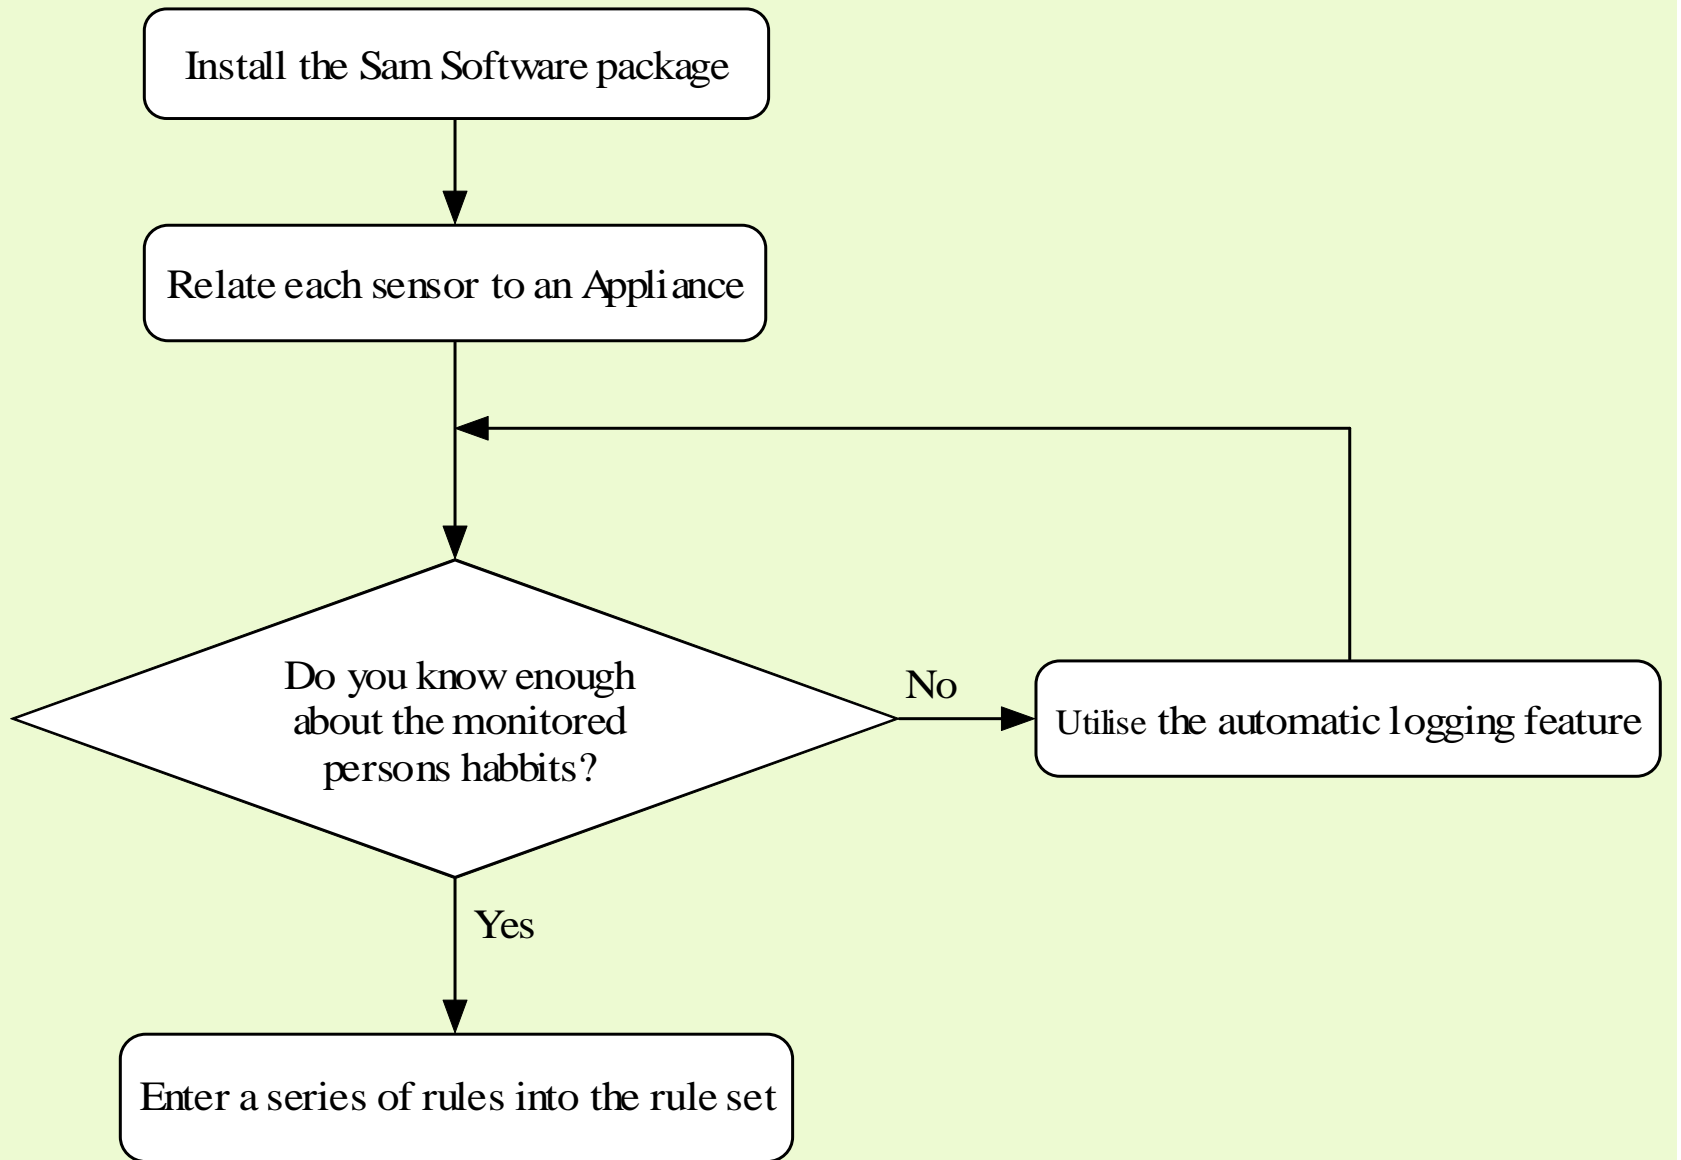 Install the Sam Software package
Relate each sensor to an Appliance
Do you know enough
about the monitored
persons habbits?
No
Utilise the automatic logging feature
Yes
Enter a series of rules into the rule set